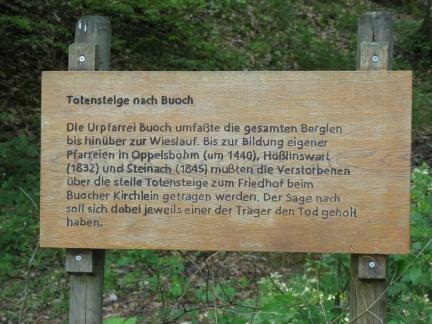 Totensteige nach Buoch
Die Urpfarrei Buoch umfaßte die gesamten Berglen
bis hinüber zur Wieslauf. Bis zur Bildung eigener
Pfarreien in Oppelsbohm (um 1440), Hößlinswart
(1832) und Steinach (1845) mußten die Verstorbenen
über die steile Totensteige zum Friedhof beim
Buocher Kirchlein getragen werden. Der Sage nach
soll sich dabei jeweils einer der Träger den Tod geholt
haben.